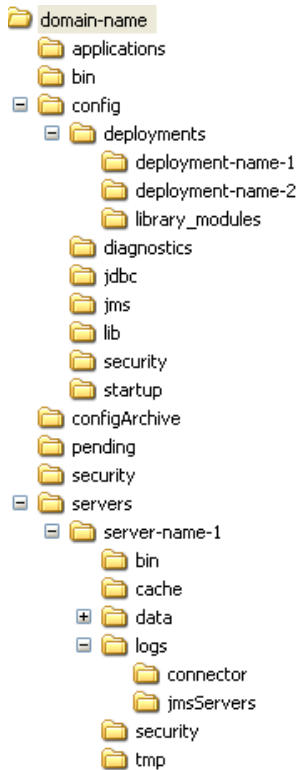 domain-name
applications
bin
config
deployments
deployment-name-1
deployment-name-2
library_modules
diagnostics
jdbc
jms
lib
security
startup
configArchive
pending
security
servers
server-name-1
bin
cache
data
logs
connector
jmsServers
security
tmp